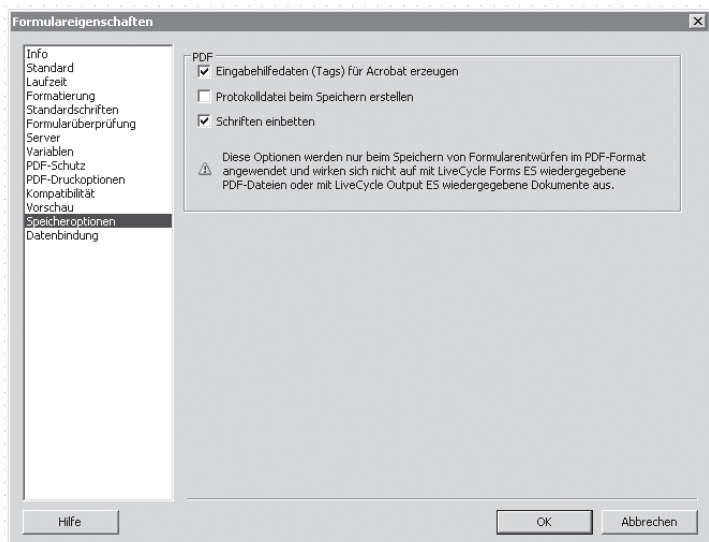 Formulareigenschaften
Info
Standard
Laufzeit
Formatierung
Standardschriften
Formularüberprüfung
Server
Variablen
PDF-Schutz
PDF-Druckoptionen
Kompatibilität
Vorschau
Speicheroptionen
Datenbindung
PDF
Eingabehilfedaten (Tags) für Acrobat erzeugen
Protokolldatei beim Speichern erstellen
Schriften einbetten
Diese Optionen werden nur beim Speichern von Formularentwürfen im PDF-Format
angewendet und wirken sich nicht auf mit LiveCycle Forms ES wiedergegebene
PDF-Dateien oder mit LiveCycle Output ES wiedergegebene Dokumente aus.
Hilfe
OK
Abbrechen